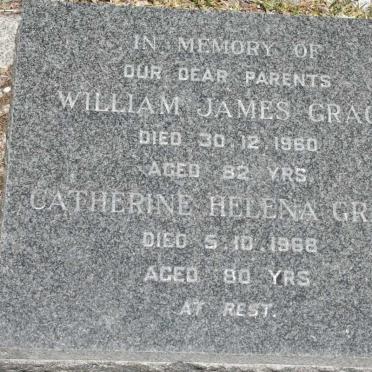 IN MEMORY OF
OUR DEAR PARENTS
WILLIAM JAMES
DIED 30.12.1960
AGED 82 YRS
CATHERINE HELENA
DIED 5.10.1968
AGED 80 YRS
AT REST.